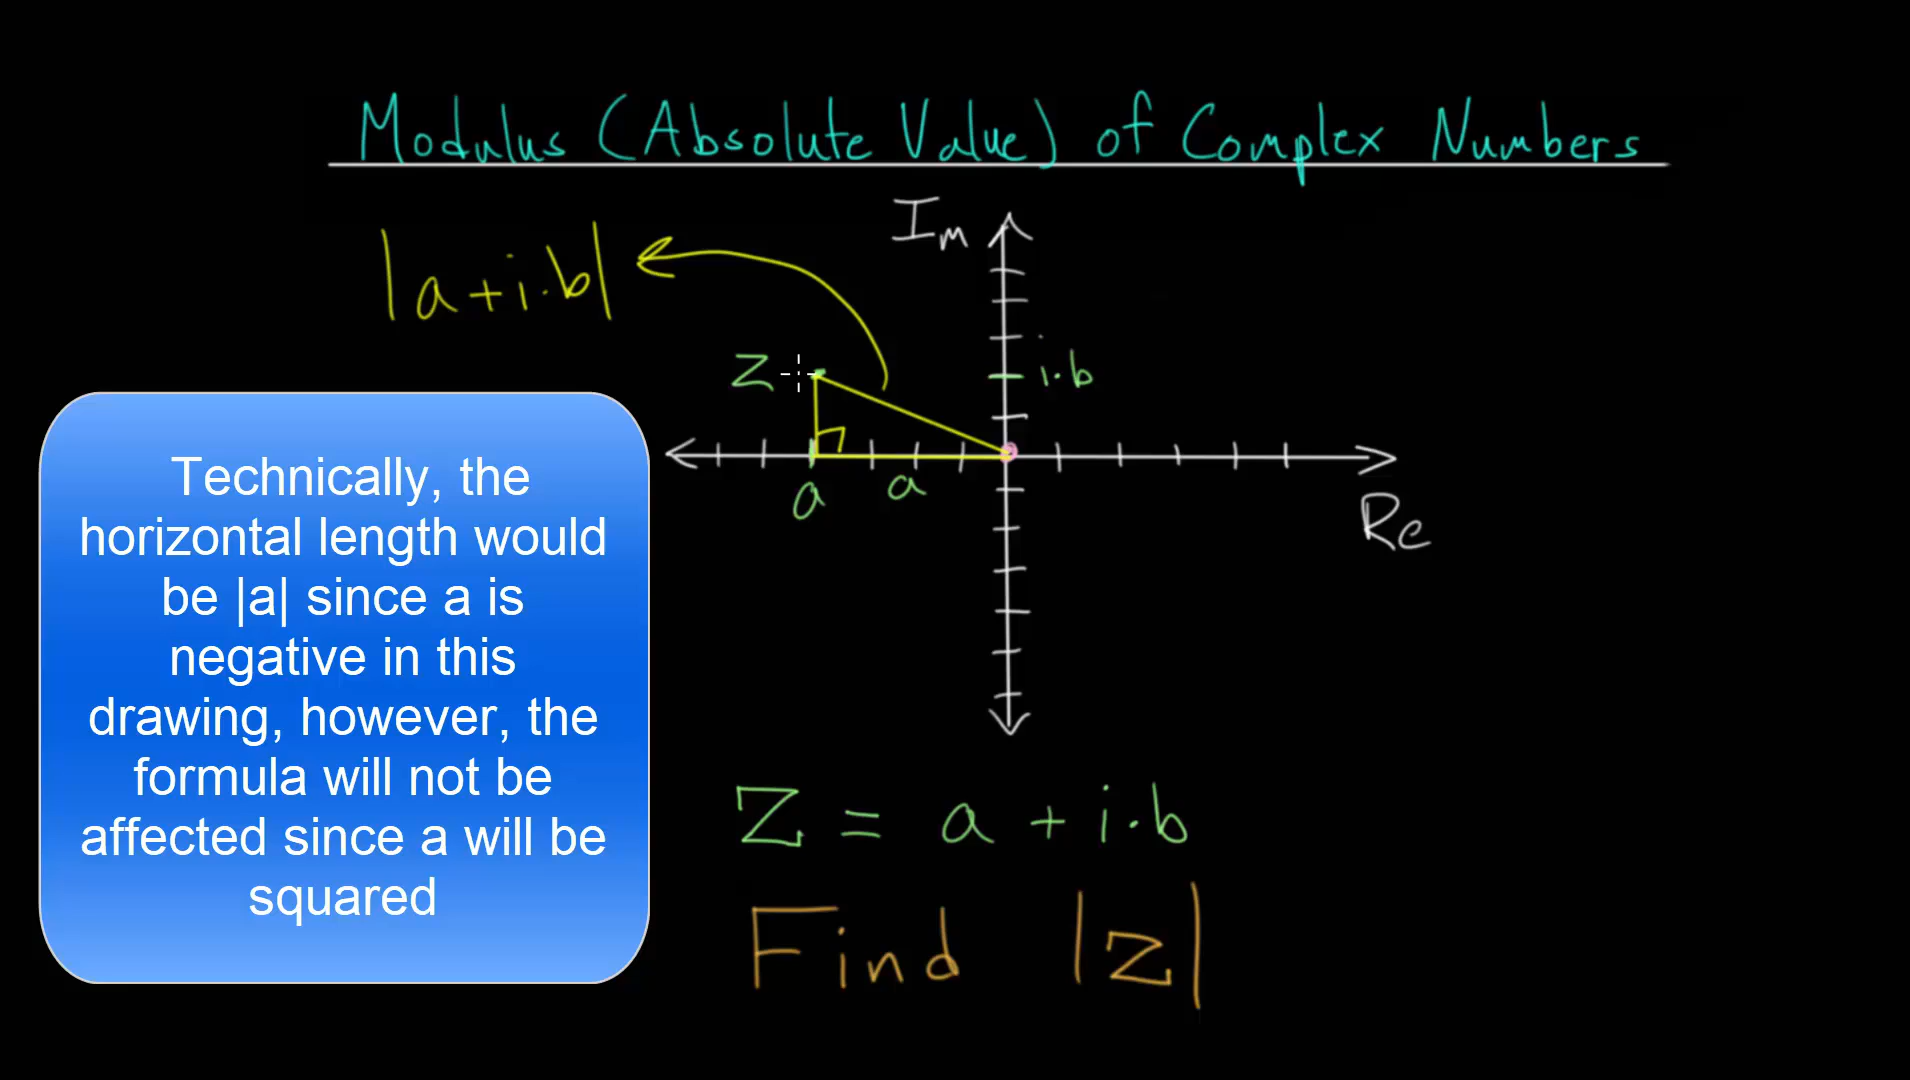 Modulus (Absolute Value) of Complex Numbers
Im
|a+i·b|
Z
i·b
a
a
Re
Technically, the
horizontal length would
be |a| since a is
negative in this
drawing, however, the
formula will not be
affected since a will be
squared
Z = a + i·b
Find |z|